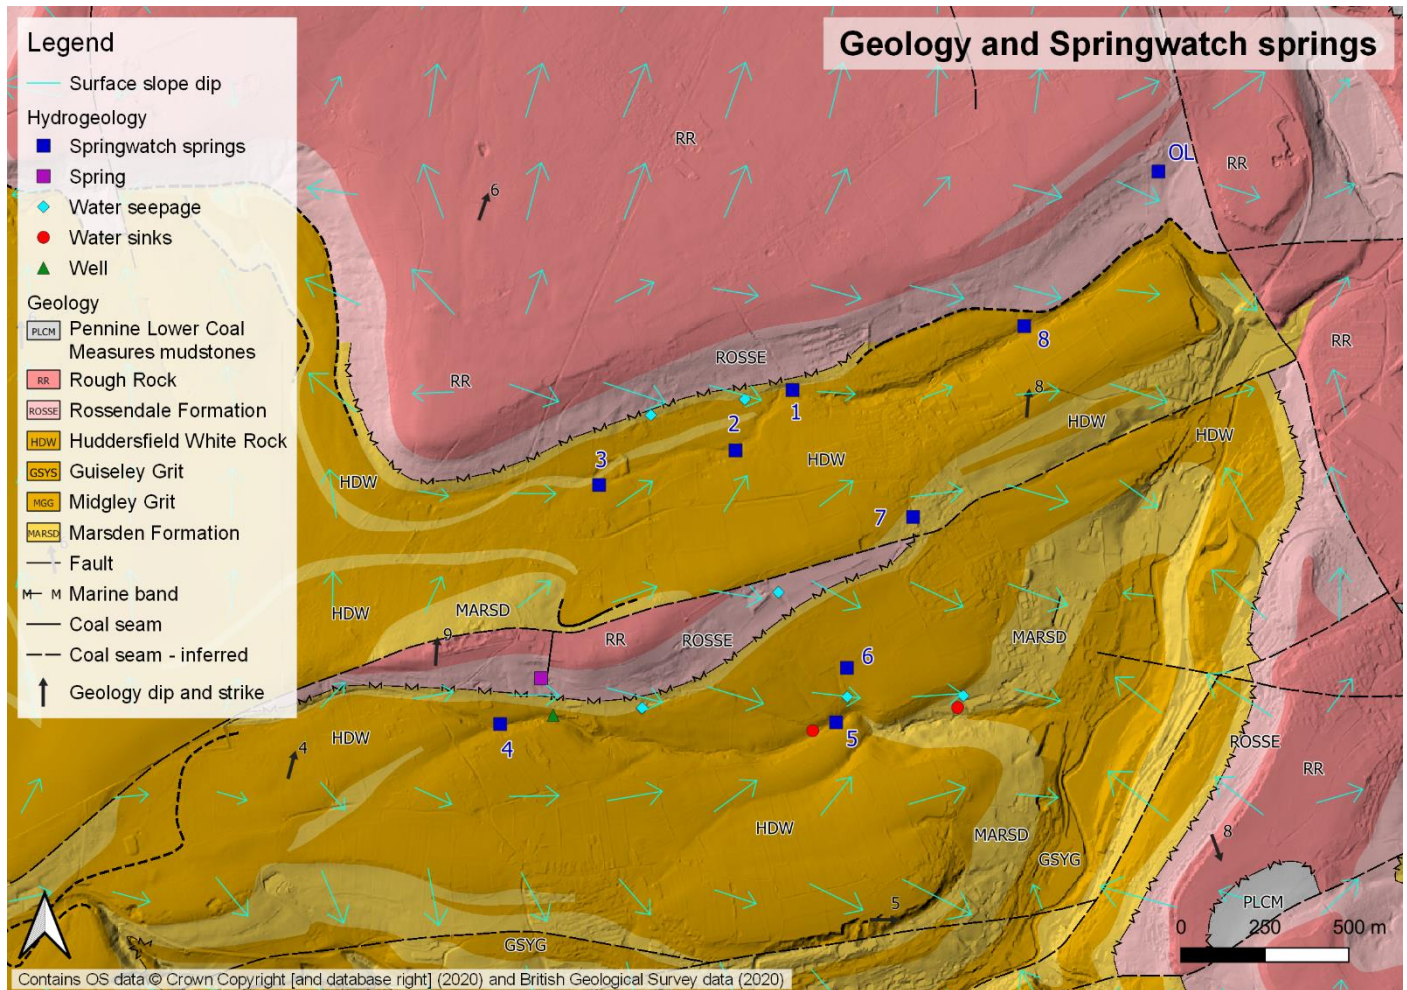 Geology and Springwatch springs
Legend
Surface slope dip
Hydrogeology
Springwatch springs
Spring
Water seepage
Water sinks
Well
Geology
PLCM Pennine Lower Coal
Measures mudstones
RR Rough Rock
ROSSE Rossendale Formation
HDW Huddersfield White Rock
GSYS Guiseley Grit
MGG Midgley Grit
MARSD Marsden Formation
Fault
M M Marine band
Coal seam
Coal seam - inferred
Geology dip and strike
RR
OL
RR
6
8
RR
ROSSE
RR
1
8
2
HDW
HDW
3
HDW
HDW
7
HDW
MARSD
9
RR
ROSSE
MARSD
6
4
HDW
4
5
ROSSE
RR
HDW
MARSD
8
GSYG
5
PLCM
GSYG
0 250 500 m
Contains OS data © Crown Copyright [and database right] (2020) and British Geological Survey data (2020)